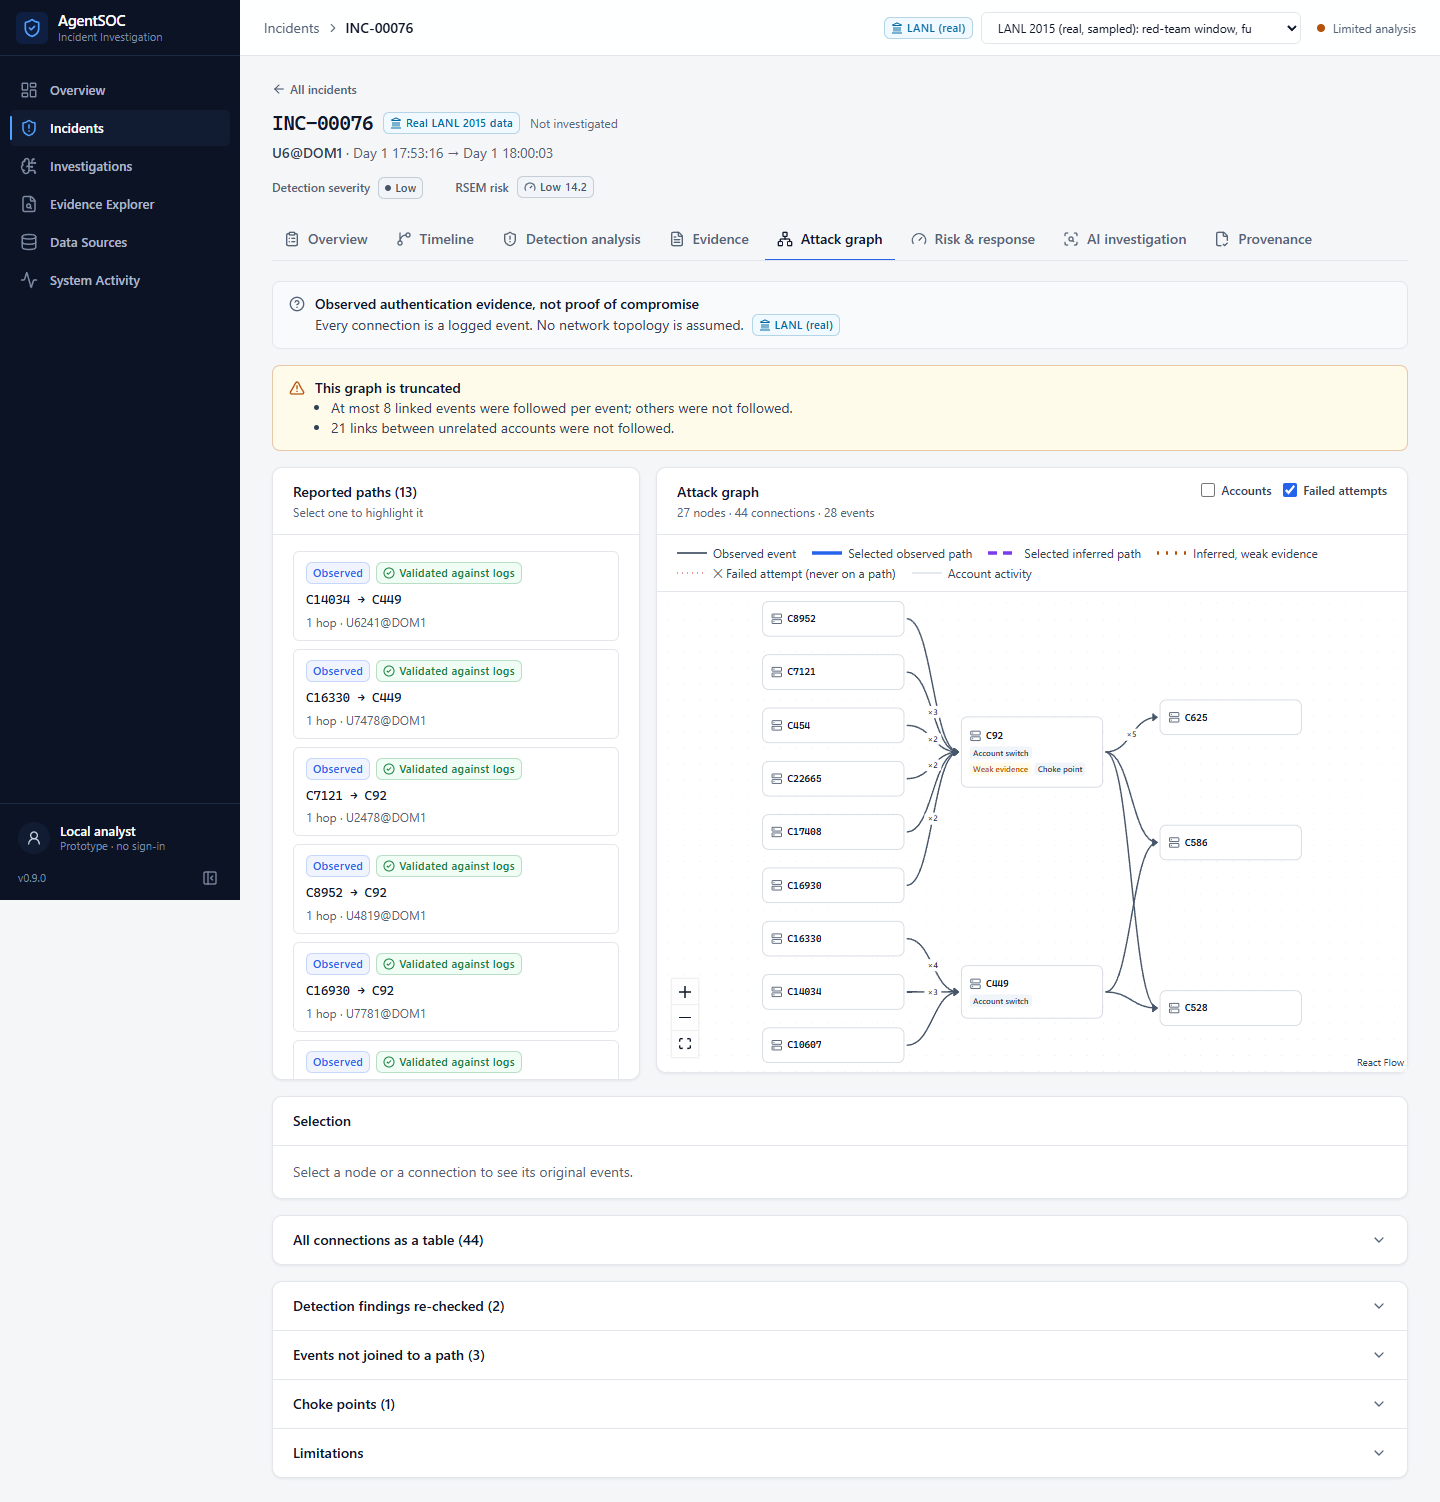 AgentSOC
Incident Investigation
Overview
Incidents
Investigations
Evidence Explorer
Data Sources
System Activity
Local analyst
Prototype · no sign-in
v0.9.0
Incidents > INC-00076
LANL (real)
LANL 2015 (real, sampled): red-team window, fu
Limited analysis
← All incidents
INC-00076 Real LANL 2015 data Not investigated
U6@DOM1 · Day 1 17:53:16 → Day 1 18:00:03
Detection severity Low RSEM risk Low 14.2
Overview Timeline Detection analysis Evidence Attack graph Risk & response AI investigation Provenance
Observed authentication evidence, not proof of compromise
Every connection is a logged event. No network topology is assumed. LANL (real)
This graph is truncated
• At most 8 linked events were followed per event; others were not followed.
• 21 links between unrelated accounts were not followed.
Reported paths (13)
Select one to highlight it
Observed Validated against logs
C14034 → C449
1 hop · U6241@DOM1
Observed Validated against logs
C16330 → C449
1 hop · U7478@DOM1
Observed Validated against logs
C7121 → C92
1 hop · U2478@DOM1
Observed Validated against logs
C8952 → C92
1 hop · U4819@DOM1
Observed Validated against logs
C16930 → C92
1 hop · U7781@DOM1
Observed Validated against logs
Attack graph
27 nodes · 44 connections · 28 events
Accounts Failed attempts
Observed event Selected observed path Selected inferred path Inferred, weak evidence
Failed attempt (never on a path) Account activity
C8952
C7121
C454
C22665
C17408
C16930
C16330
C14034
C10607
×3
×2
×2
×2
×4
×3
C92
Account switch
Weak evidence Choke point
C449
Account switch
×5
C625
C586
C528
React Flow
Selection
Select a node or a connection to see its original events.
All connections as a table (44)
Detection findings re-checked (2)
Events not joined to a path (3)
Choke points (1)
Limitations